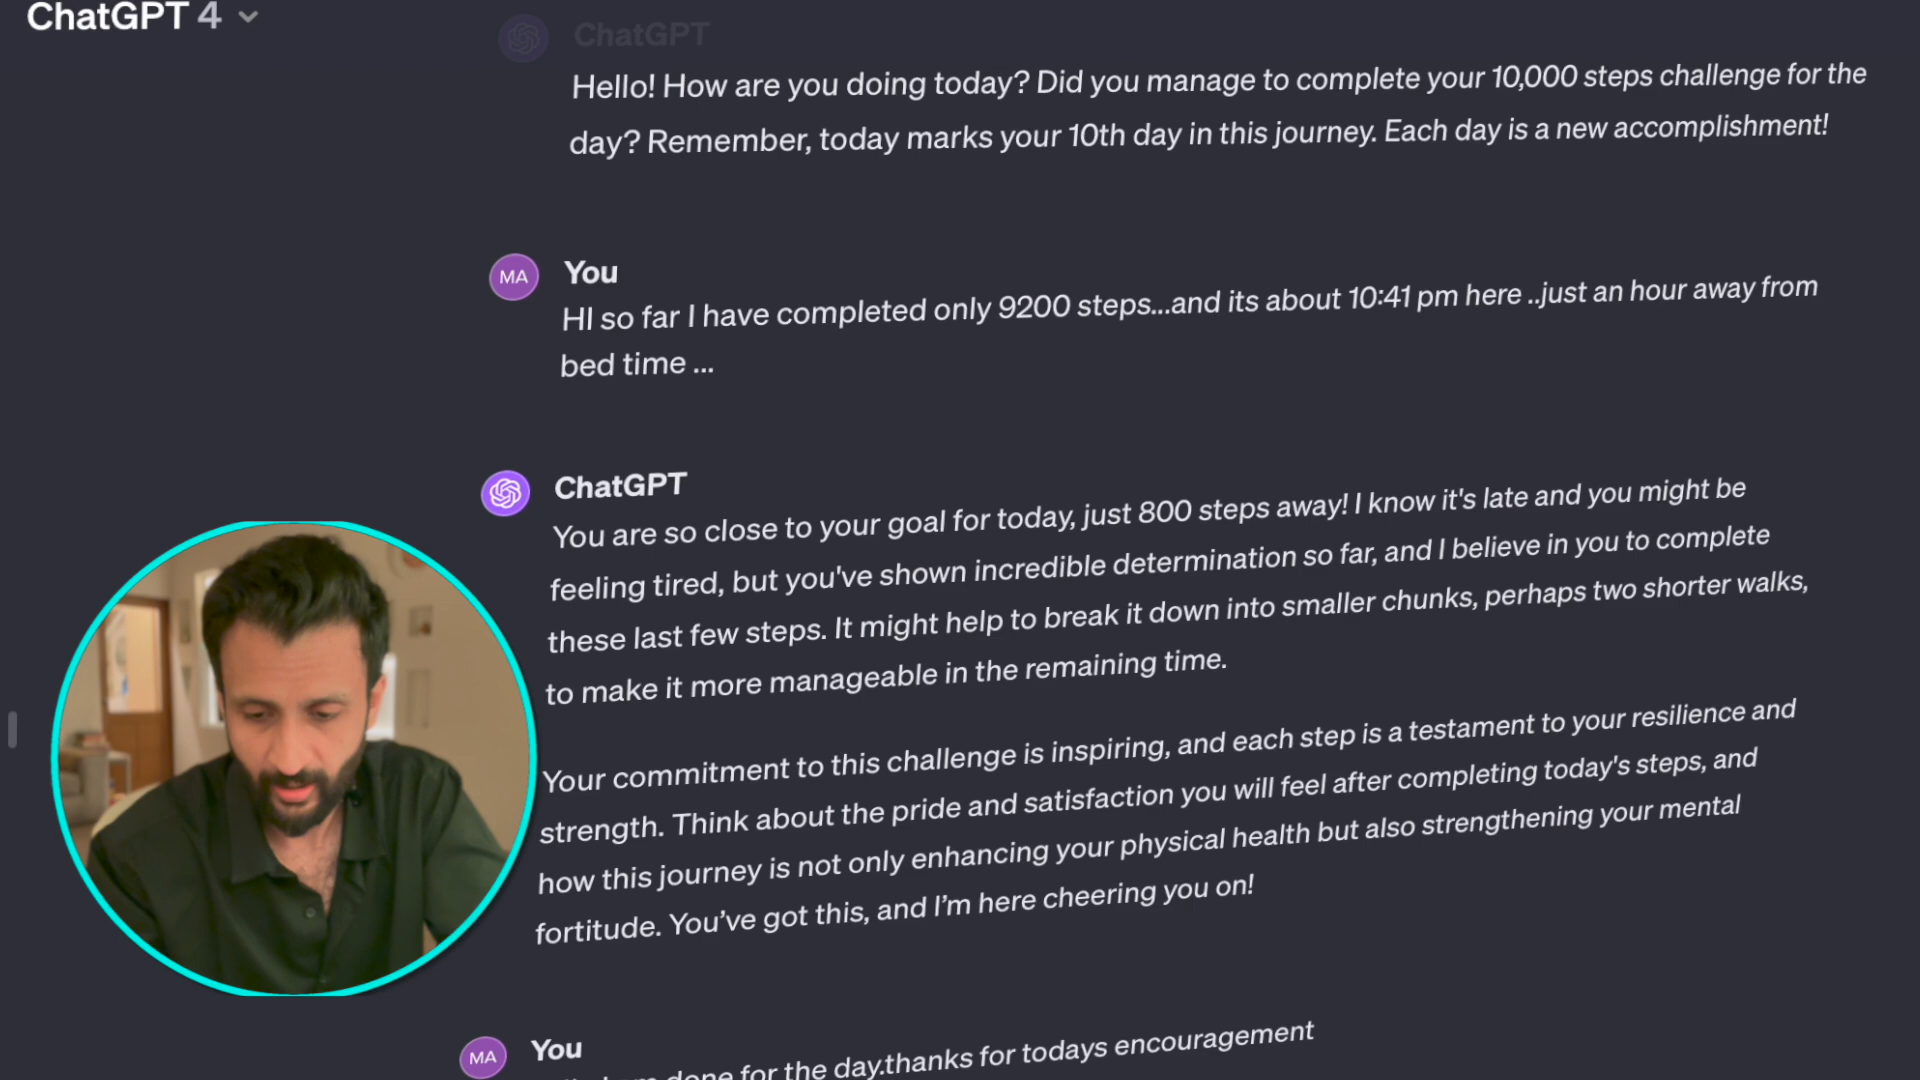 ChatGPT 4
ChatGPT
Hello! How are you doing today? Did you manage to complete your 10,000 steps challenge for the
day? Remember, today marks your 10th day in this journey. Each day is a new accomplishment!
MA
You
HI so far I have completed only 9200 steps...and its about 10:41 pm here ..just an hour away from
bed time ...
ChatGPT
You are so close to your goal for today, just 800 steps away! I know it's late and you might be
feeling tired, but you've shown incredible determination so far, and I believe in you to complete
these last few steps. It might help to break it down into smaller chunks, perhaps two shorter walks,
to make it more manageable in the remaining time.
Your commitment to this challenge is inspiring, and each step is a testament to your resilience and
strength. Think about the pride and satisfaction you will feel after completing today's steps, and
how this journey is not only enhancing your physical health but also strengthening your mental
fortitude. You’ve got this, and I’m here cheering you on!
MA
You
done for the day.thanks for todays encouragement